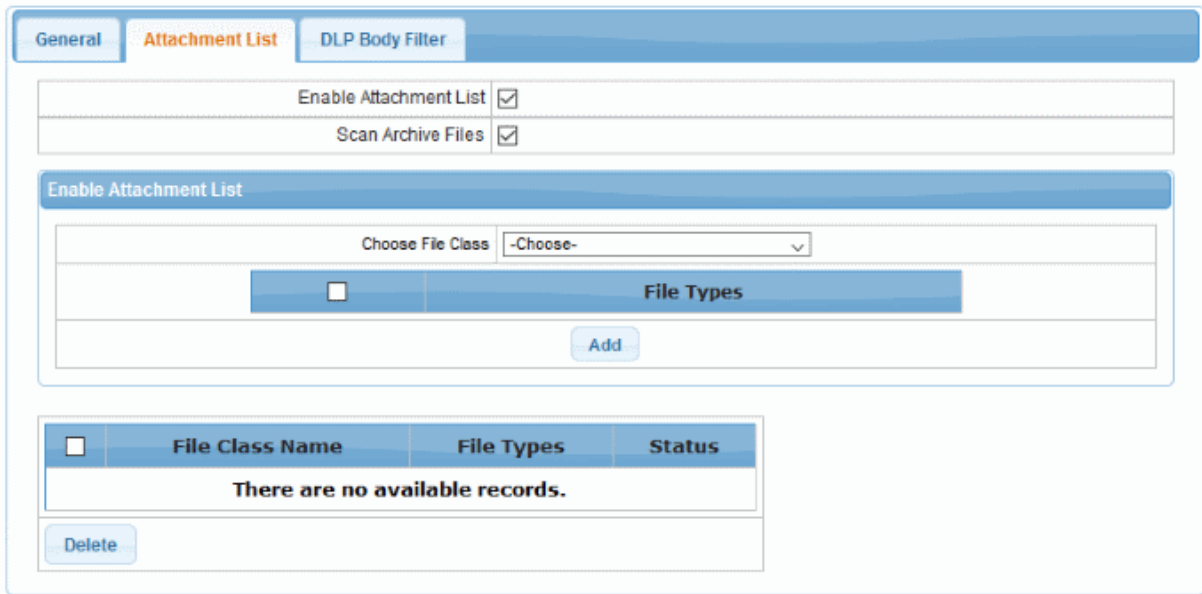 General Attachment List DLP Body Filter
Enable Attachment List
Scan Archive Files
Enable Attachment List
Choose File Class -Choose-
File Types
Add
File Class Name File Types Status
There are no available records.
Delete